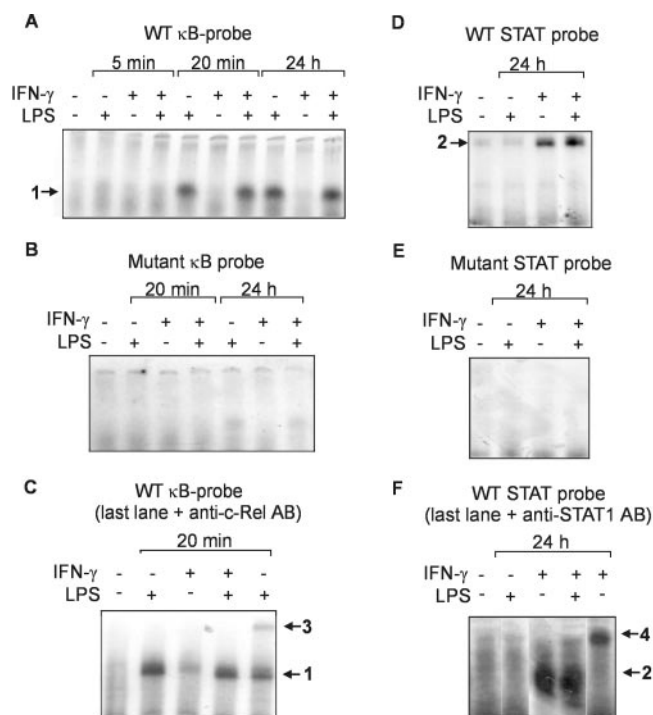 A
WT κB-probe
5 min 20 min 24 h
IFN-γ - - + + - + + - + +
LPS - + - + + - + + - +
1
B
Mutant κB probe
20 min 24 h
IFN-γ - - + + - + +
LPS - + - + + - +
C
WT κB-probe
(last lane + anti-c-Rel AB)
20 min
IFN-γ - - + + -
LPS - + - + +
3
1
D
WT STAT probe
24 h
IFN-γ - - + +
LPS - + - +
2
E
Mutant STAT probe
24 h
IFN-γ - - + +
LPS - + - +
F
WT STAT probe
(last lane + anti-STAT1 AB)
24 h
IFN-γ - - + + +
LPS - + - + -
4
2